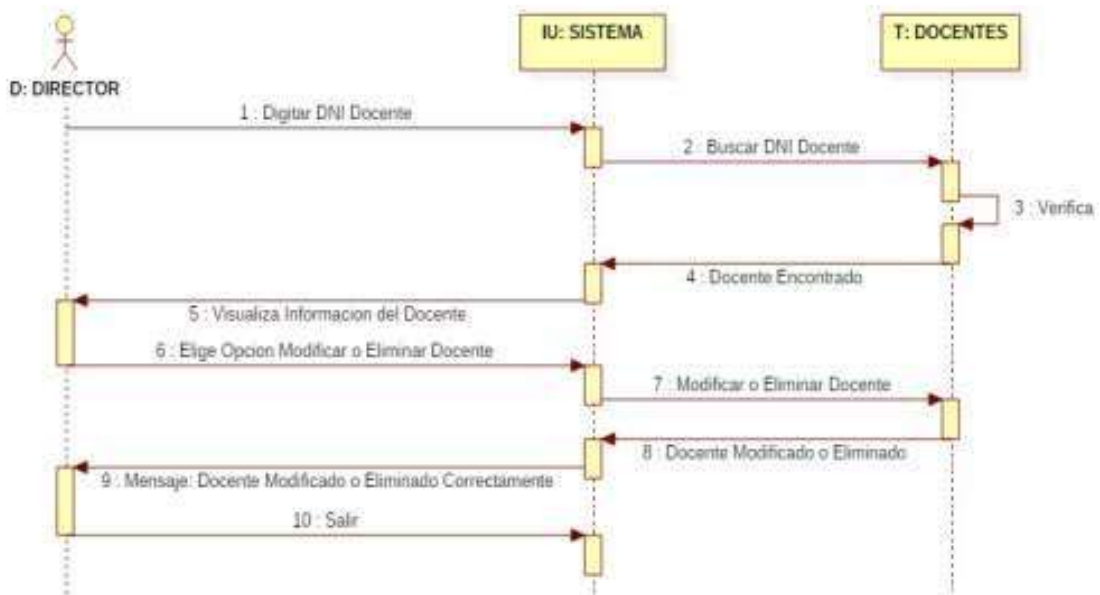 IU: SISTEMA
T: DOCENTES
D: DIRECTOR
1 : Digitar DNI Docente
2 : Buscar DNI Docente
3 : Verifica
4 : Docente Encontrado
5 : Visualiza Informacion del Docente
6 : Elige Opcion Modificar o Eliminar Docente
7 : Modificar o Eliminar Docente
8 : Docente Modificado o Eliminado
9 : Mensaje: Docente Modificado o Eliminado Correctamente
10 : Salir